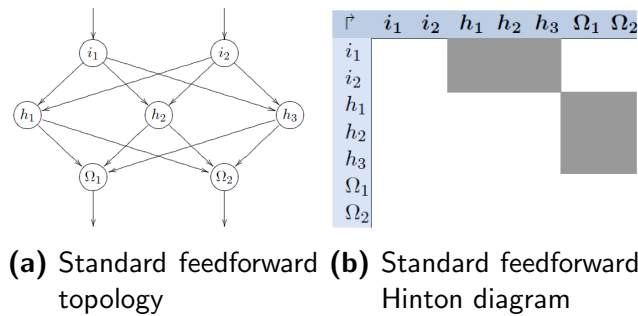 i₁ i₂
h₁ h₂ h₃
Ω₁ Ω₂
(a) Standard feedforward
topology
↱ i₁ i₂ h₁ h₂ h₃ Ω₁ Ω₂
i₁
i₂
h₁
h₂
h₃
Ω₁
Ω₂
(b) Standard feedforward
Hinton diagram